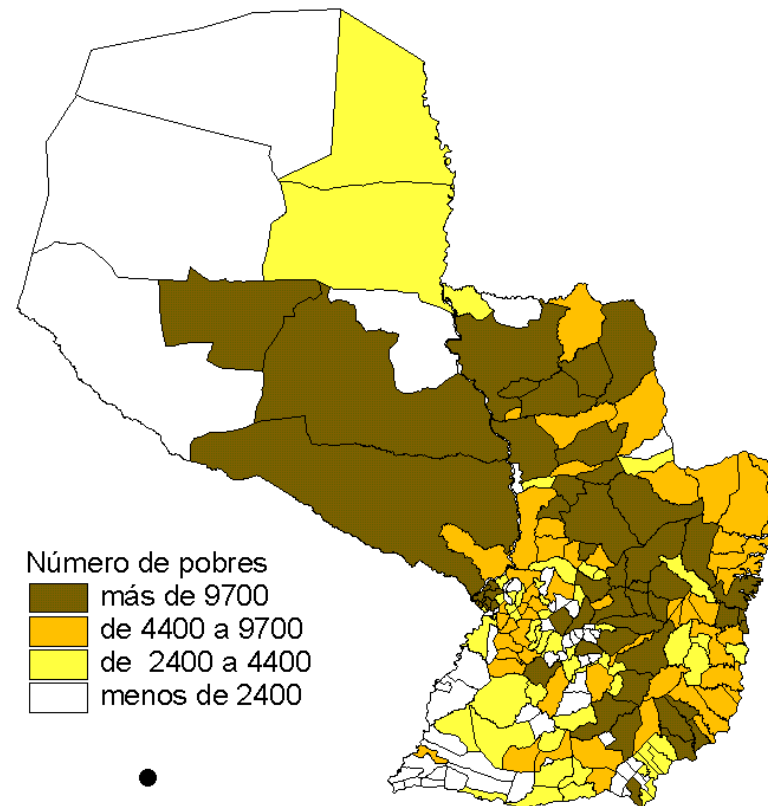 Número de pobres
más de 9700
de 4400 a 9700
de 2400 a 4400
menos de 2400